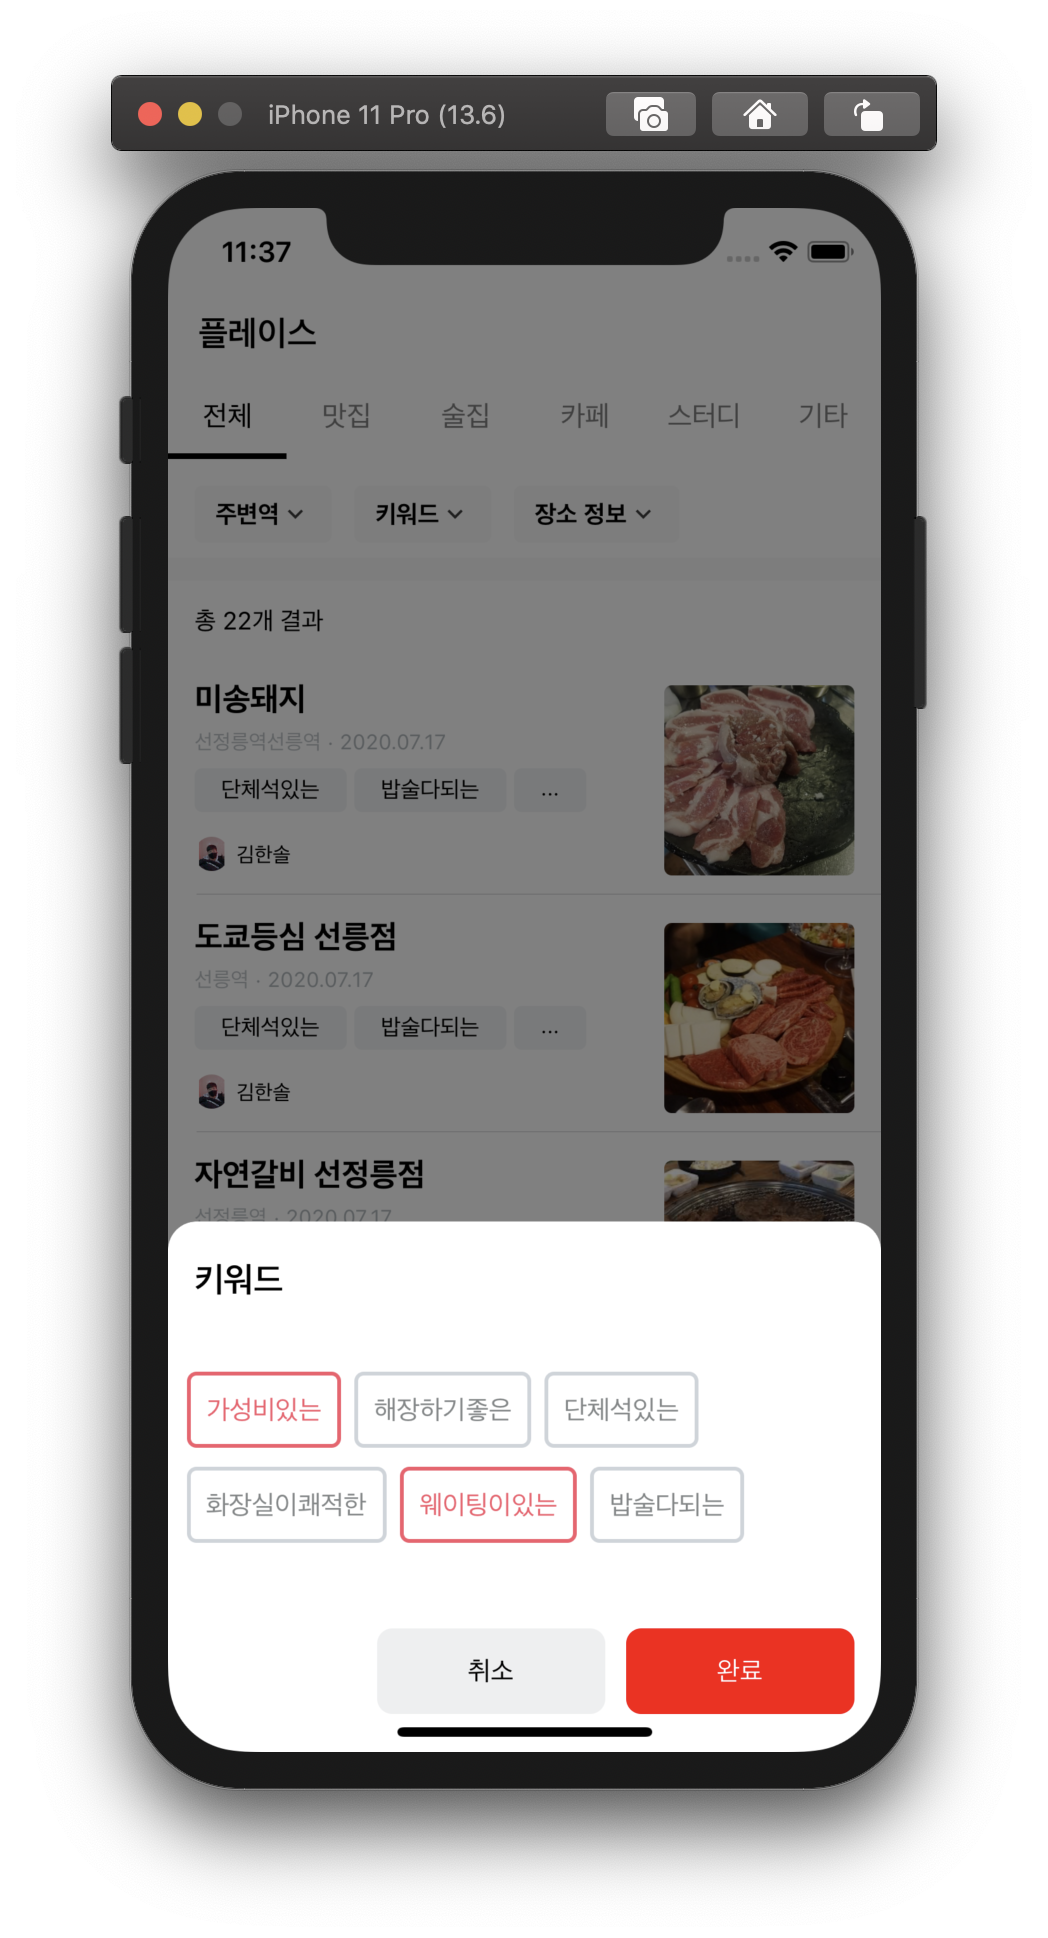 iPhone 11 Pro (13.6)
11:37
플레이스
전체 맛집 술집 카페 스터디 기타
주변역 키워드 장소 정보
총 22개 결과
미송돼지
선정릉역선릉역 · 2020.07.17
단체석있는 밥술다되는 ...
김한솔
도쿄등심 선릉점
선릉역 · 2020.07.17
단체석있는 밥술다되는 ...
김한솔
자연갈비 선정릉점
선정릉역 · 2020.07.17
키워드
가성비있는 해장하기좋은 단체석있는
화장실이쾌적한 웨이팅이있는 밥술다되는
취소 완료